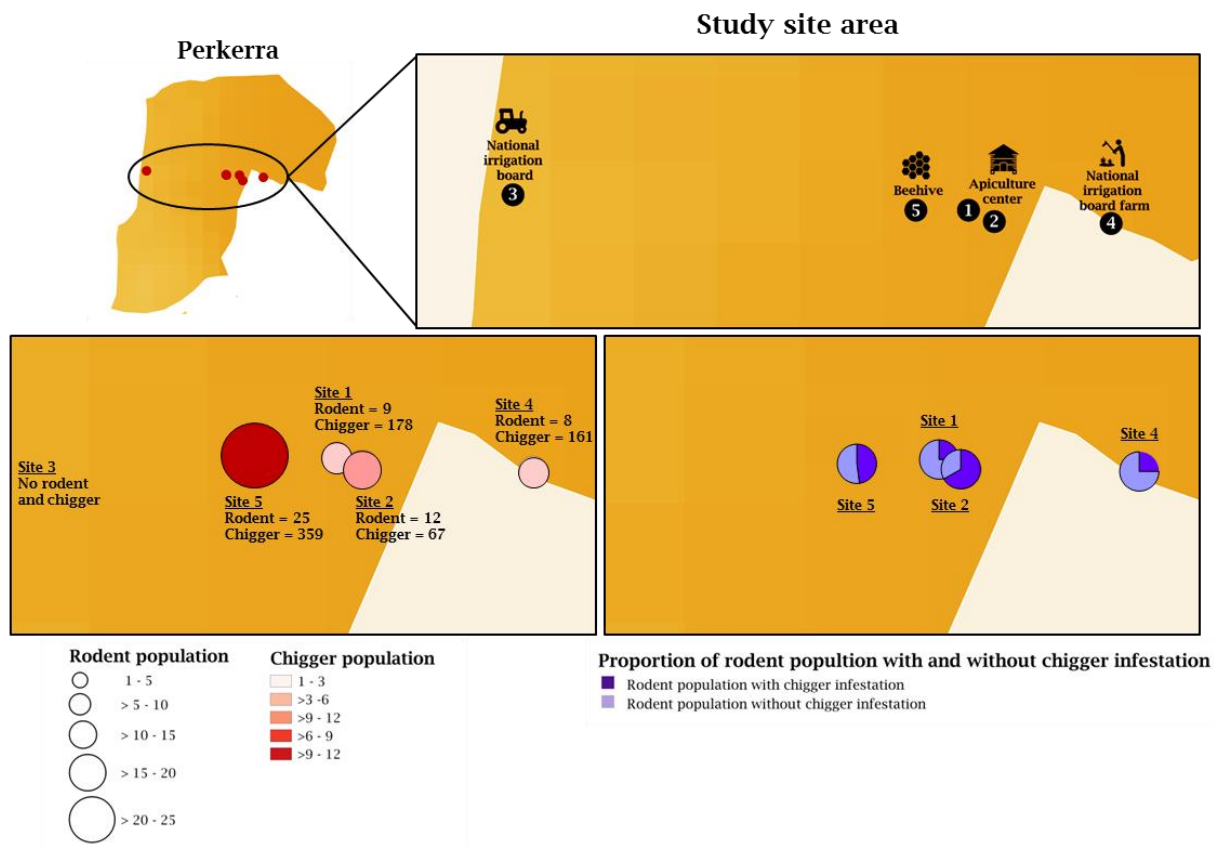 Study site area
Perkerra
National
irrigation
board
3
Beehive
5
Apiculture
center
1
2
National
irrigation
board farm
4
Site 3
No rodent
and chigger
Site 5
Rodent = 25
Chigger = 359
Site 1
Rodent = 9
Chigger = 178
Site 2
Rodent = 12
Chigger = 67
Site 4
Rodent = 8
Chigger = 161
Site 5
Site 1
Site 2
Site 4
Rodent population
1 - 5
> 5 - 10
> 10 - 15
> 15 - 20
> 20 - 25
Chigger population
1 - 3
>3 -6
>9 - 12
>6 - 9
>9 - 12
Proportion of rodent popultion with and without chigger infestation
Rodent population with chigger infestation
Rodent population without chigger infestation